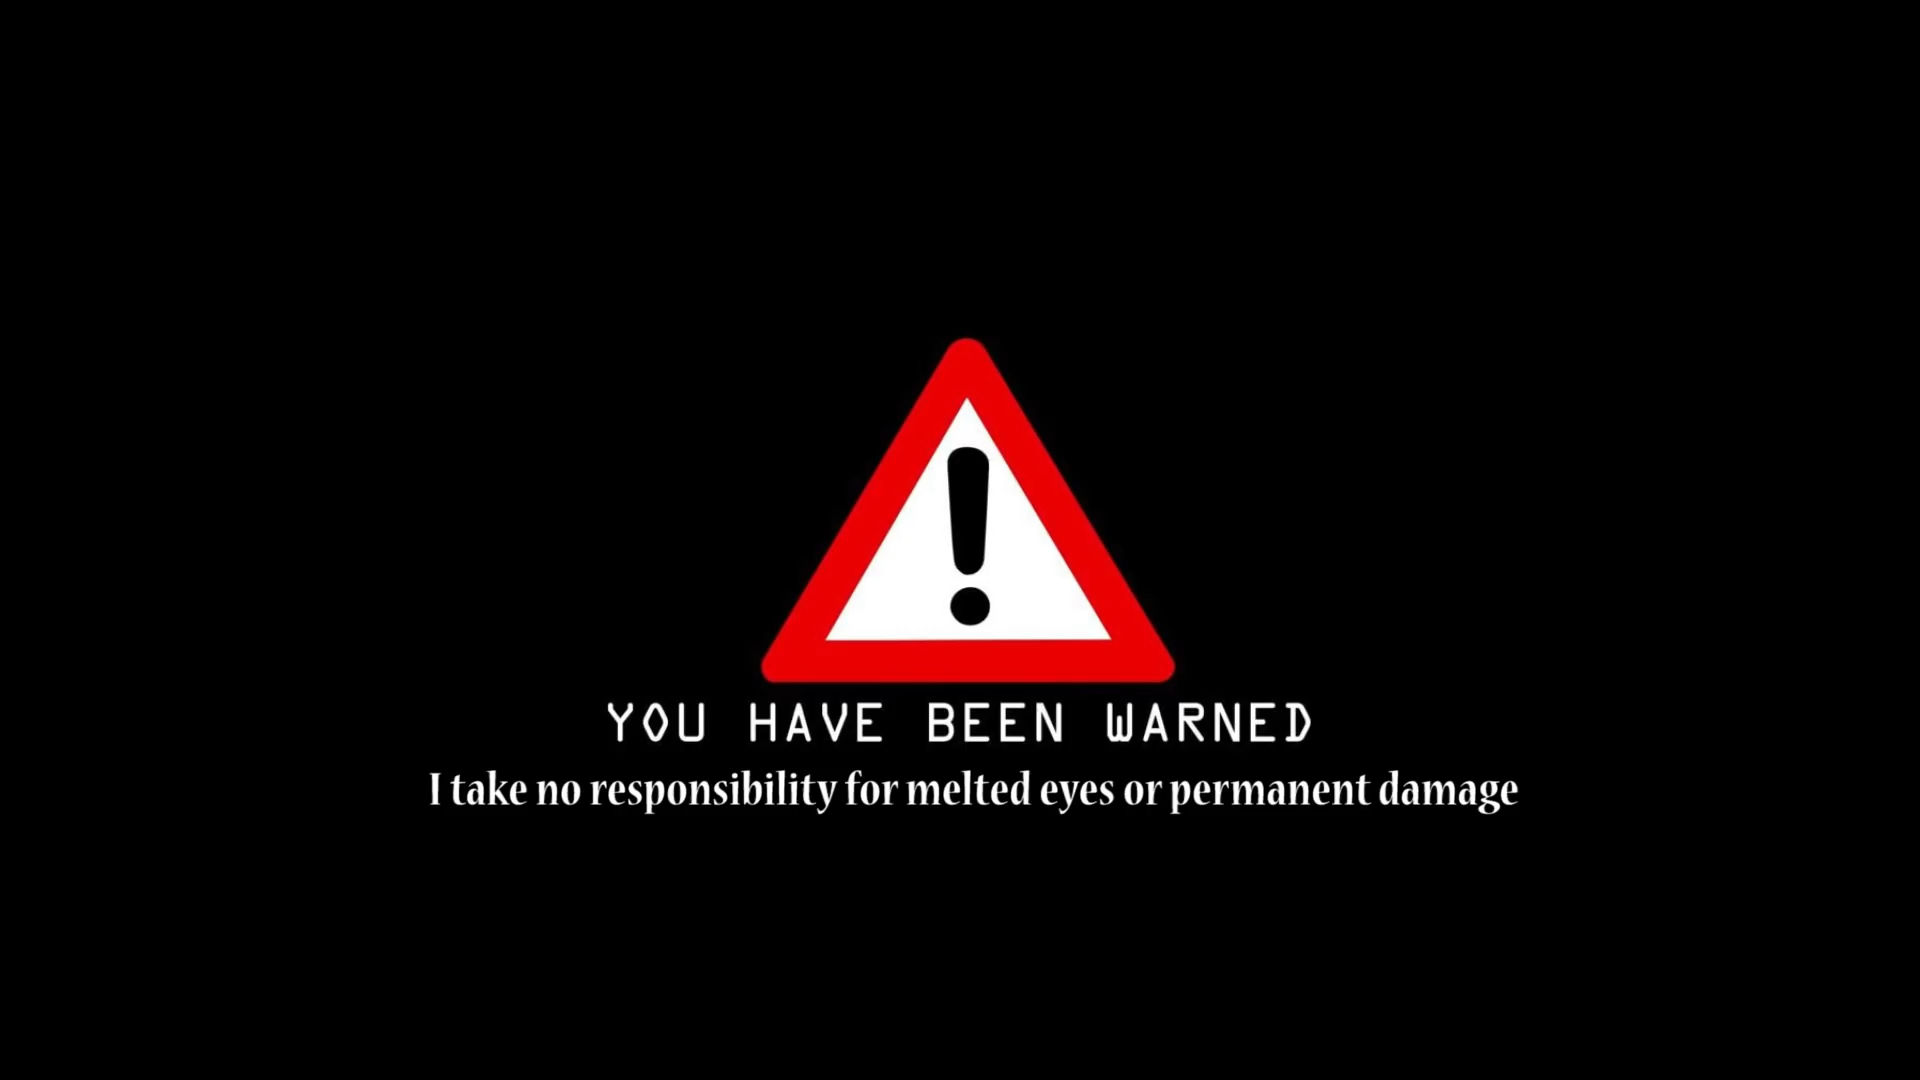 YOU HAVE BEEN WARNED
I take no responsibility for melted eyes or permanent damage